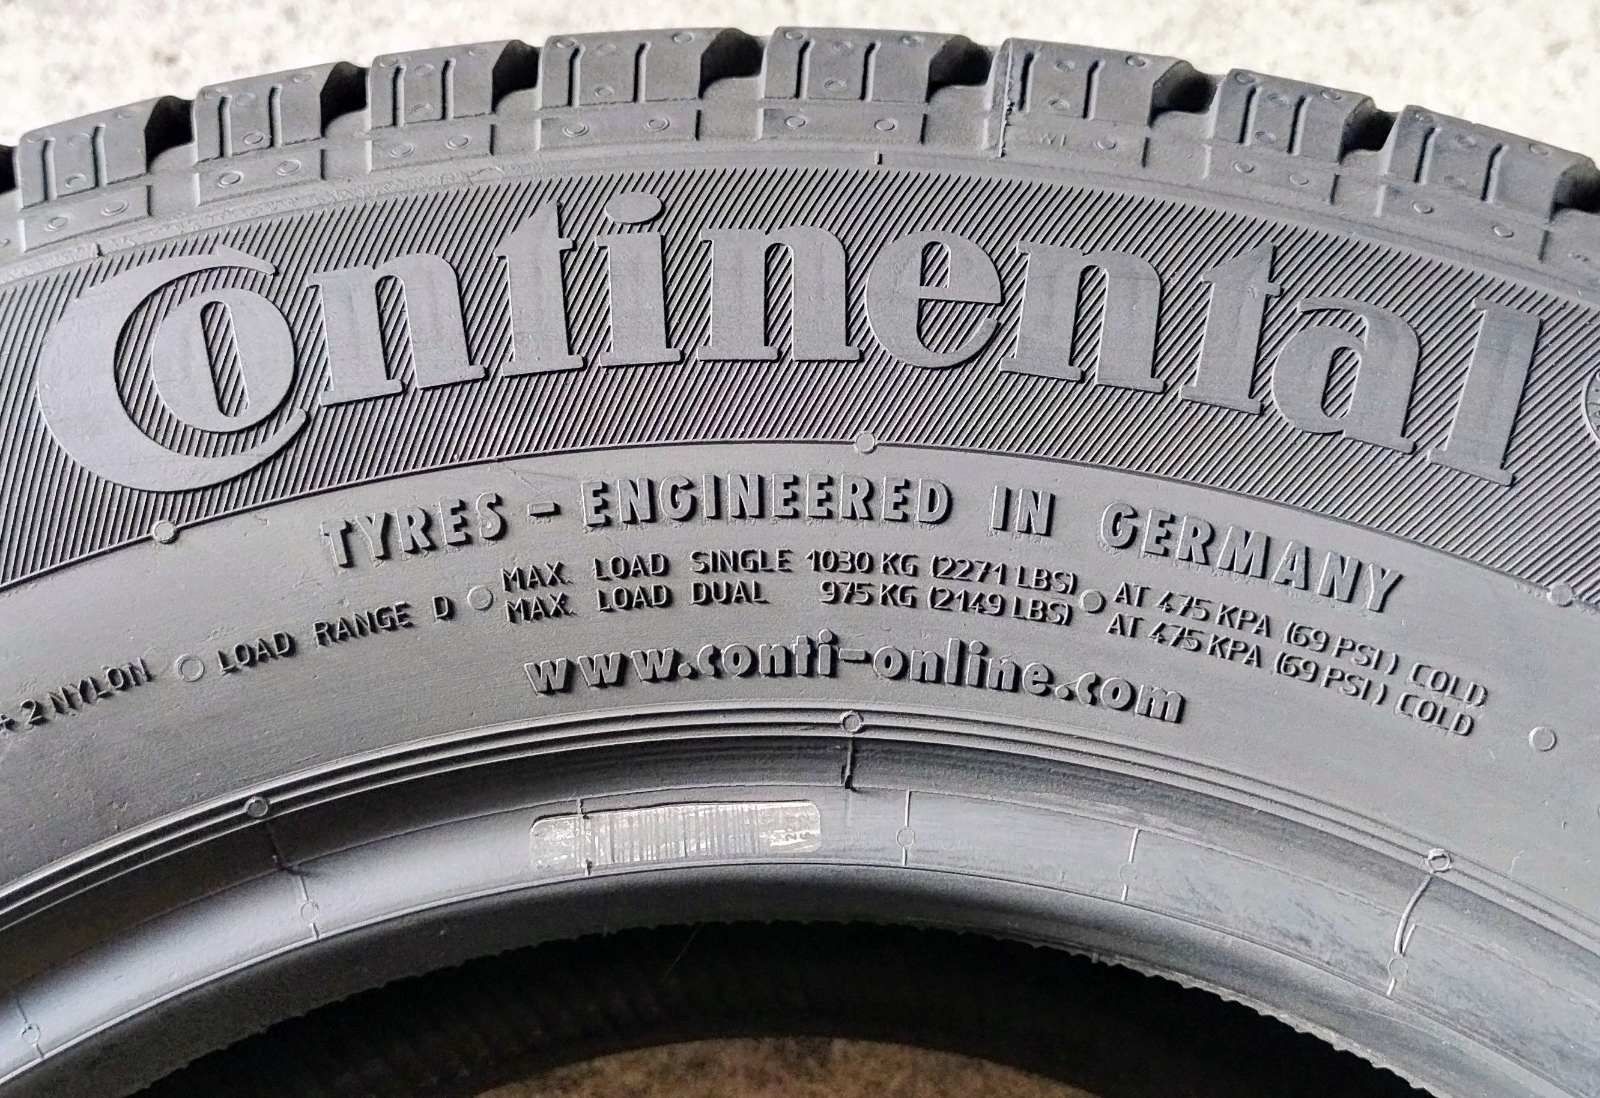 WI
Continental
TYRES - ENGINEERED IN GERMANY
+ 2 NYLON LOAD RANGE D MAX. LOAD SINGLE 1030 KG (2271 LBS) AT 475 KPA (69 PSI) COLD
MAX. LOAD DUAL 975 KG (2149 LBS) AT 475 KPA (69 PSI) COLD
www.conti-online.com